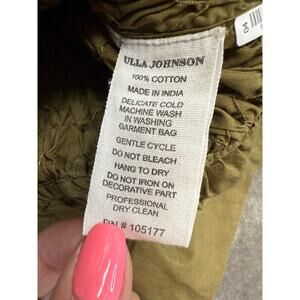 ULLA JOHNSON
100% COTTON
MADE IN INDIA
DELICATE COLD
MACHINE WASH
IN WASHING
GARMENT BAG
GENTLE CYCLE
DO NOT BLEACH
HANG TO DRY
DO NOT IRON ON
DECORATIVE PART
PROFESSIONAL
DRY CLEAN
RN # 105177
04